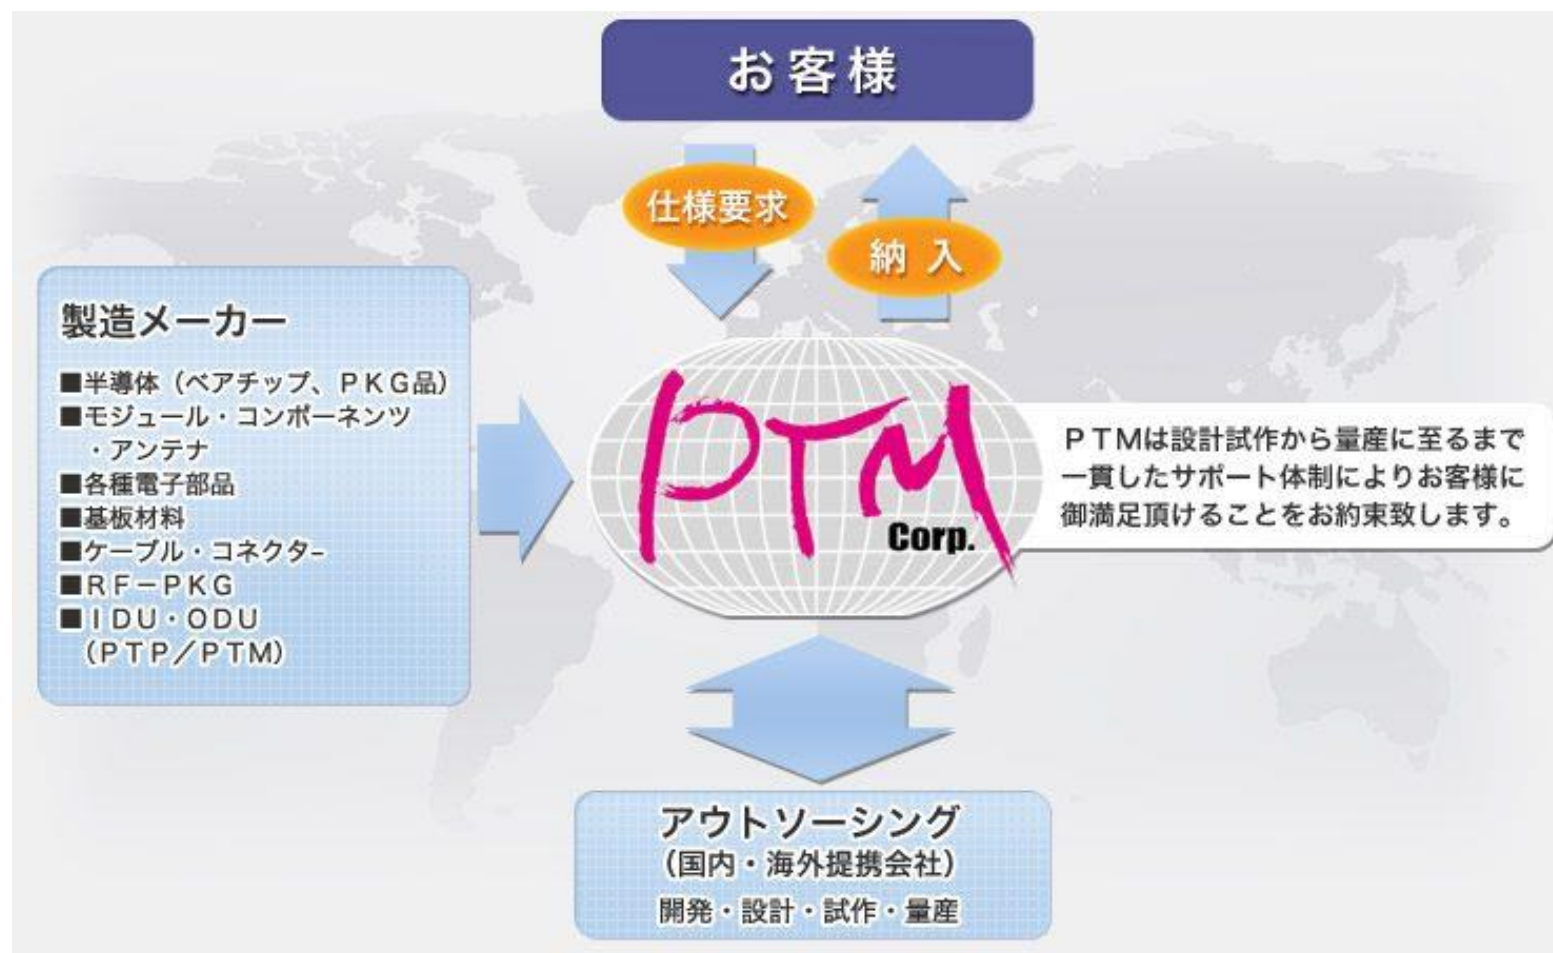 お客様
仕様要求
納入
製造メーカー
■半導体（ベアチップ、ＰＫＧ品）
■モジュール・コンポーネンツ
・アンテナ
■各種電子部品
■基板材料
■ケーブル・コネクタ-
■ＲＦ－ＰＫＧ
■ＩＤＵ・ＯＤＵ
（ＰＴＰ／ＰＴＭ）
PTM
Corp.
ＰＴＭは設計試作から量産に至るまで
一貫したサポート体制によりお客様に
御満足頂けることをお約束致します。
アウトソーシング
（国内・海外提携会社）
開発・設計・試作・量産